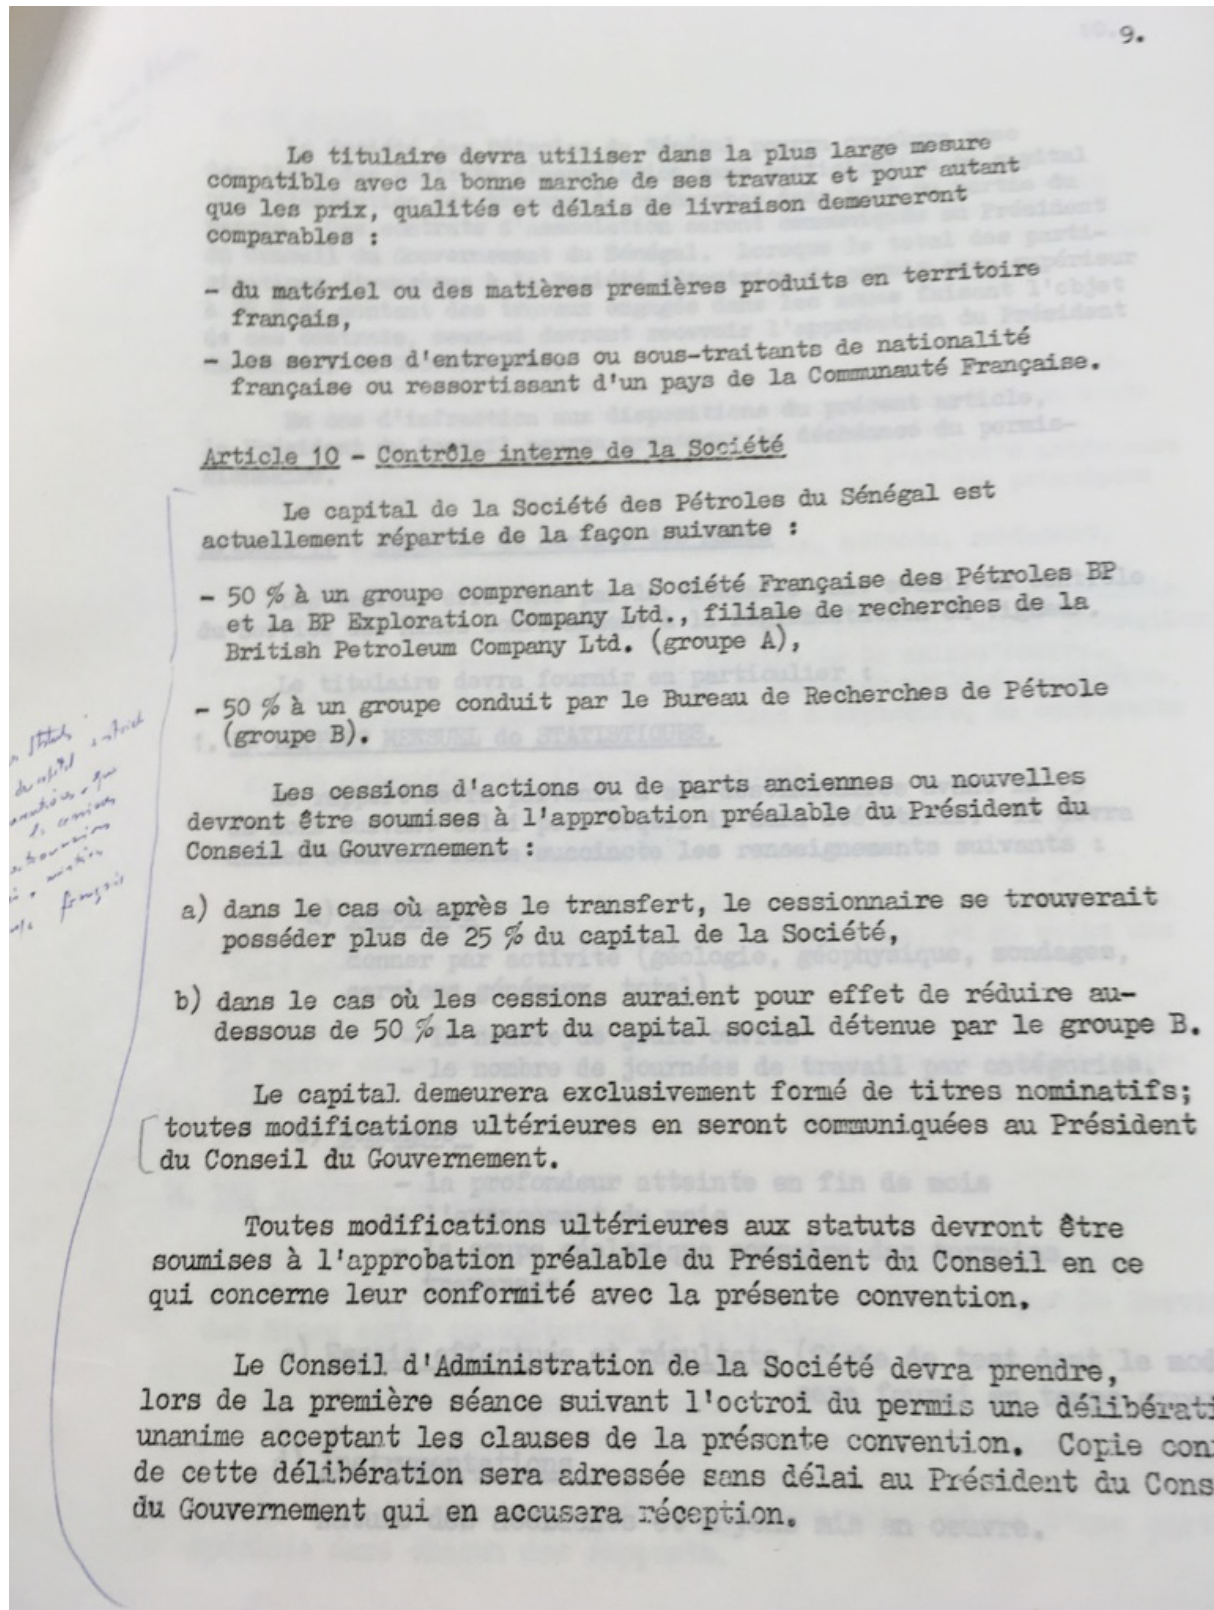 9.
Le titulaire devra utiliser dans la plus large mesure
compatible avec la bonne marche de ses travaux et pour autant
que les prix, qualités et délais de livraison demeureront
comparables :
- du matériel ou des matières premières produits en territoire
français,
- les services d'entreprises ou sous-traitants de nationalité
française ou ressortissant d'un pays de la Communauté Française.
Article 10 - Contrôle interne de la Société
Le capital de la Société des Pétroles du Sénégal est
actuellement répartie de la façon suivante :
- 50 % à un groupe comprenant la Société Française des Pétroles BP
et la BP Exploration Company Ltd., filiale de recherches de la
British Petroleum Company Ltd. (groupe A),
- 50 % à un groupe conduit par le Bureau de Recherches de Pétrole
(groupe B).
Les cessions d'actions ou de parts anciennes ou nouvelles
devront être soumises à l'approbation préalable du Président du
Conseil du Gouvernement :
français
a) dans le cas où après le transfert, le cessionnaire se trouverait
posséder plus de 25 % du capital de la Société,
b) dans le cas où les cessions auraient pour effet de réduire au-
dessous de 50 % la part du capital social détenue par le groupe B.
Le capital demeurera exclusivement formé de titres nominatifs;
toutes modifications ultérieures en seront communiquées au Président
du Conseil du Gouvernement.
Toutes modifications ultérieures aux statuts devront être
soumises à l'approbation préalable du Président du Conseil en ce
qui concerne leur conformité avec la présente convention.
Le Conseil d'Administration de la Société devra prendre,
lors de la première séance suivant l'octroi du permis une délibérati
unanime acceptant les clauses de la présente convention. Copie con
de cette délibération sera adressée sans délai au Président du Cons
du Gouvernement qui en accusera réception.